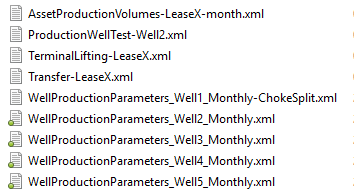 AssetProductionVolumes-LeaseX-month.xml
ProductionWellTest-Well2.xml
TerminalLifting-LeaseX.xml
Transfer-LeaseX.xml
WellProductionParameters_Well1_Monthly-ChokeSplit.xml
WellProductionParameters_Well2_Monthly.xml
WellProductionParameters_Well3_Monthly.xml
WellProductionParameters_Well4_Monthly.xml
WellProductionParameters_Well5_Monthly.xml